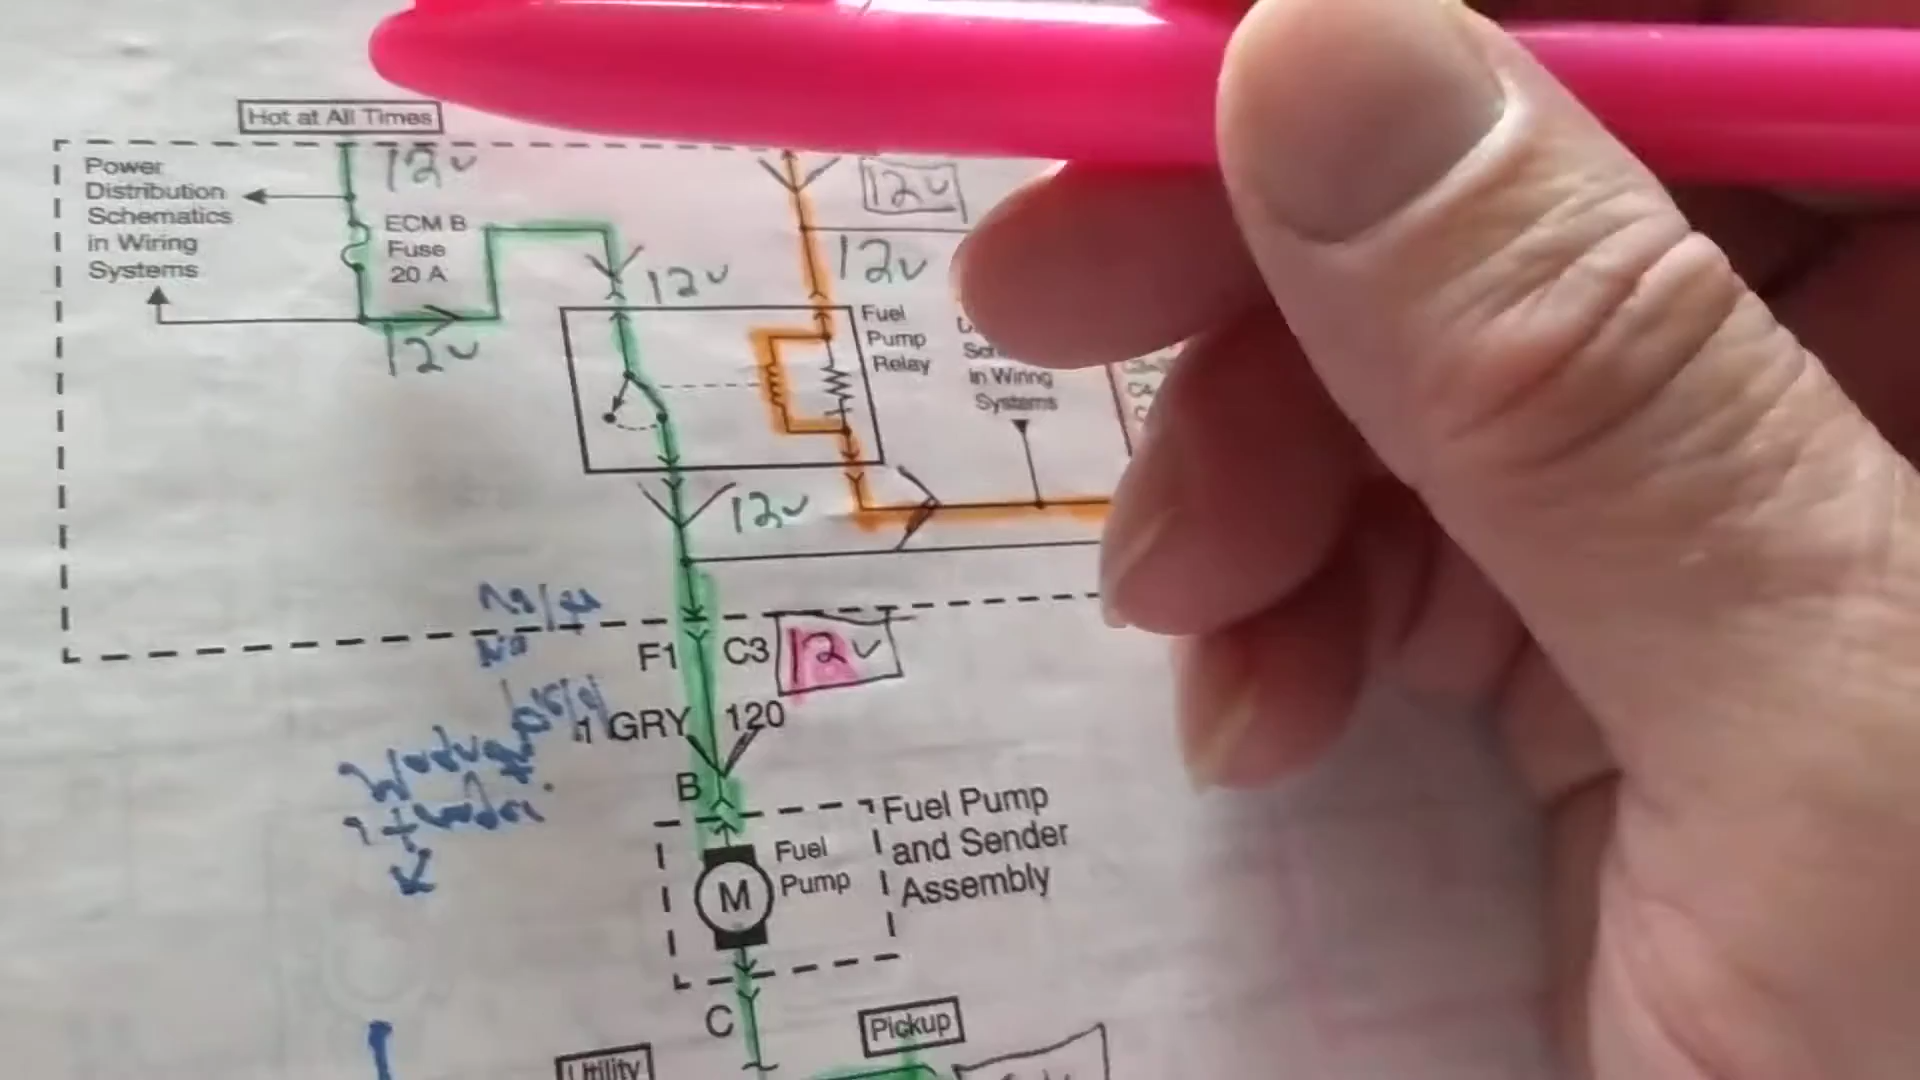 Hot at All Times
Power
Distribution
Schematics
in Wiring
Systems
12v
ECM B
Fuse
20 A
12v
12v
12v
12v
Fuel
Pump
Relay
in Wiring
Systems
12v
F1
C3
12v
1 GRY
120
B
Fuel Pump
and Sender
Assembly
Fuel
Pump
M
C
Pickup
Utility